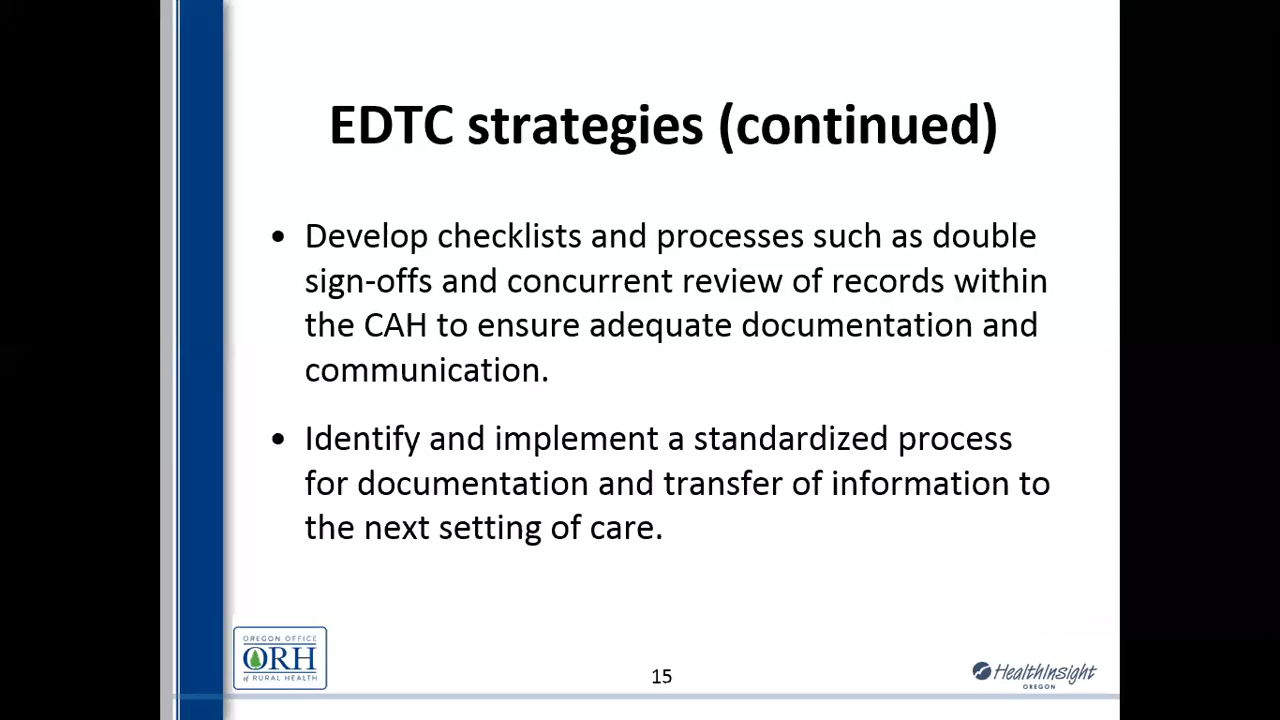 EDTC strategies (continued)
• Develop checklists and processes such as double
sign-offs and concurrent review of records within
the CAH to ensure adequate documentation and
communication.
• Identify and implement a standardized process
for documentation and transfer of information to
the next setting of care.
OREGON OFFICE
ORH
of RURAL HEALTH
15
HealthInsight
OREGON